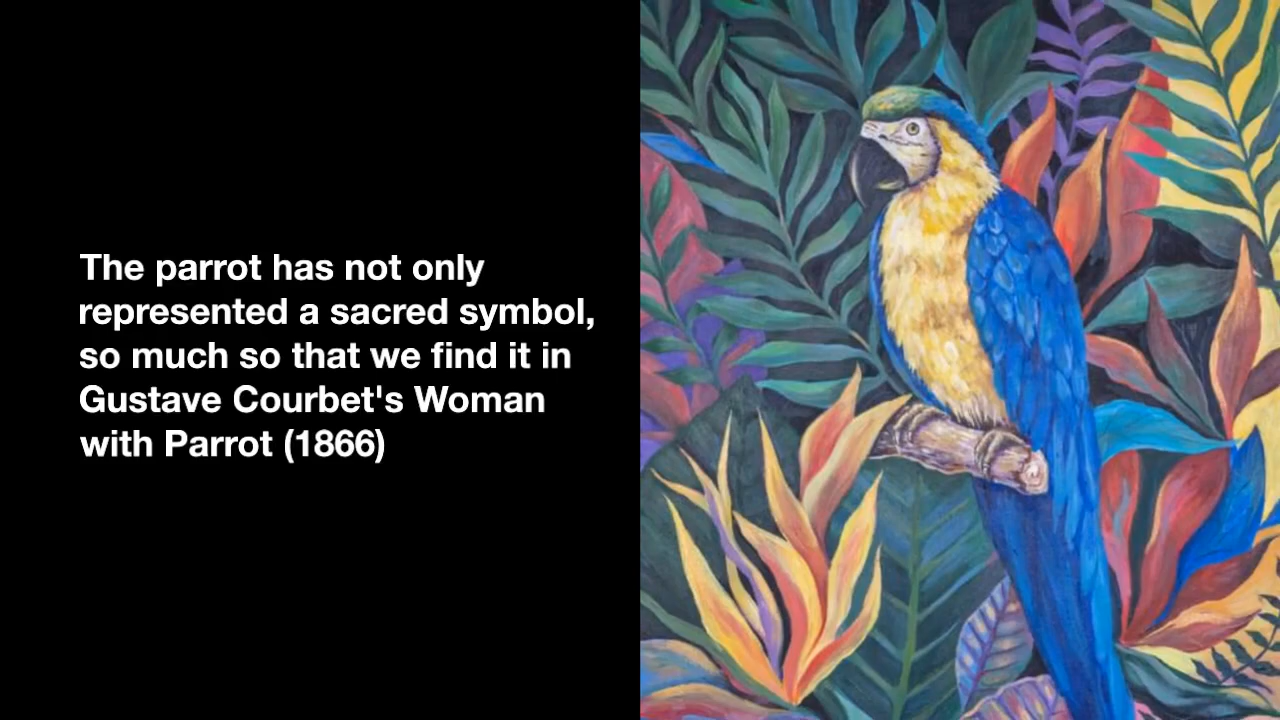 The parrot has not only
represented a sacred symbol,
so much so that we find it in
Gustave Courbet's Woman
with Parrot (1866)